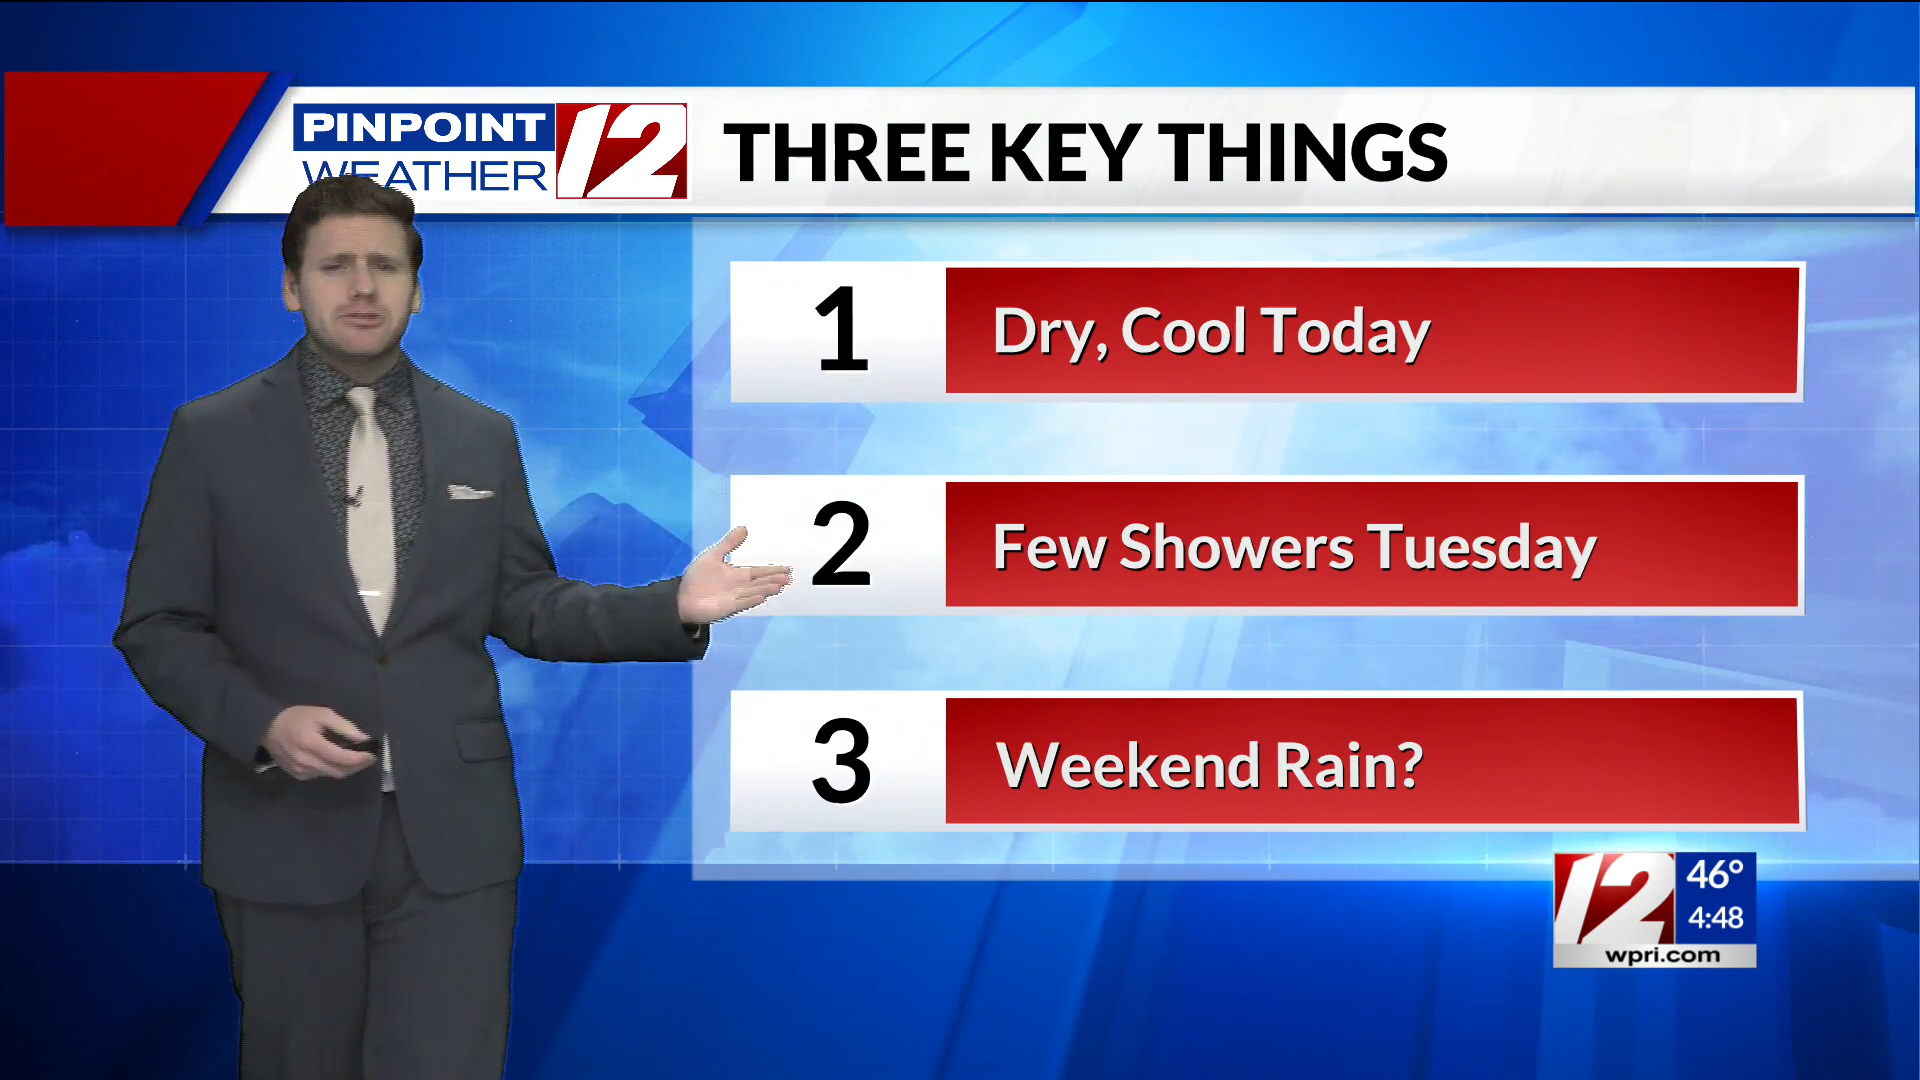 PINPOINT
WEATHER
12
THREE KEY THINGS
1
Dry, Cool Today
2
Few Showers Tuesday
3
Weekend Rain?
12
46°
4:48
wpri.com